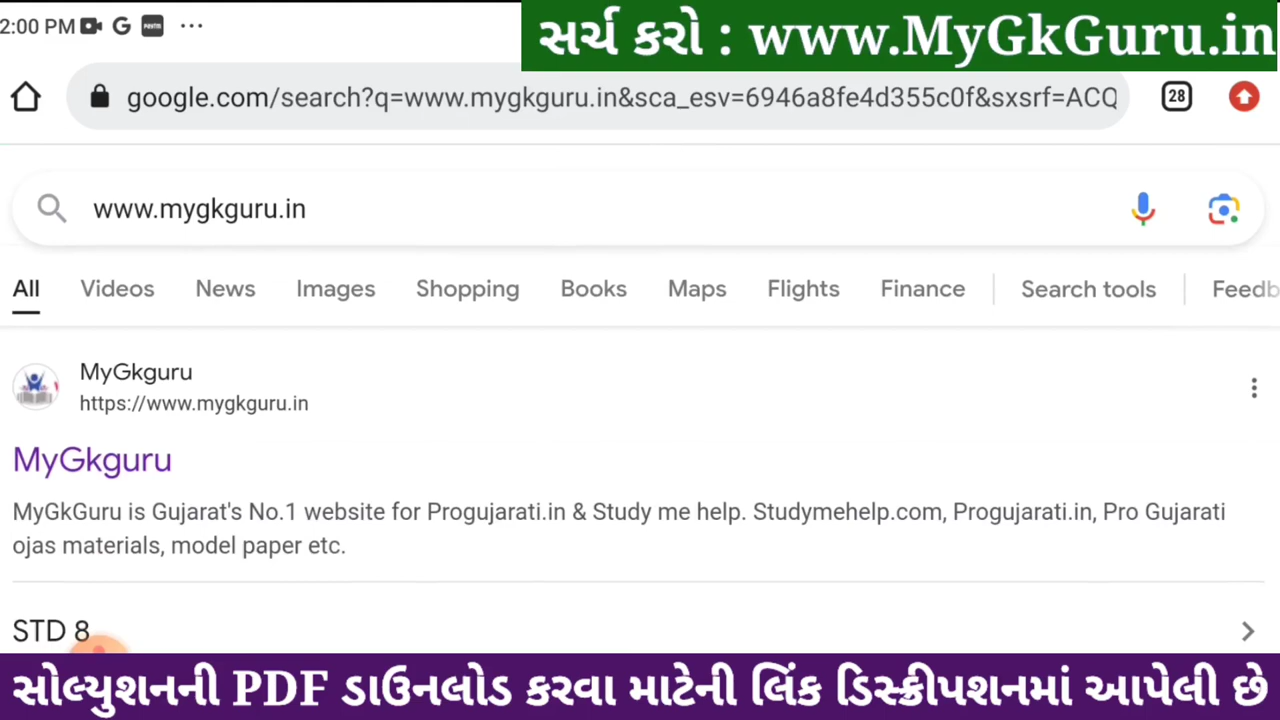 2:00 PM
સર્ચ કરો : www.MyGkGuru.in
google.com/search?q=www.mygkguru.in&sca_esv=6946a8fe4d355c0f&sxsrf=ACQ
28
www.mygkguru.in
All Videos News Images Shopping Books Maps Flights Finance Search tools Feedb
MyGkguru
https://www.mygkguru.in
MyGkguru
MyGkGuru is Gujarat's No.1 website for Progujarati.in & Study me help. Studymehelp.com, Progujarati.in, Pro Gujarati
ojas materials, model paper etc.
STD 8
સોલ્યુશનની PDF ડાઉનલોડ કરવા માટેની લિંક ડિસ્ક્રીપશનમાં આપેલી છે